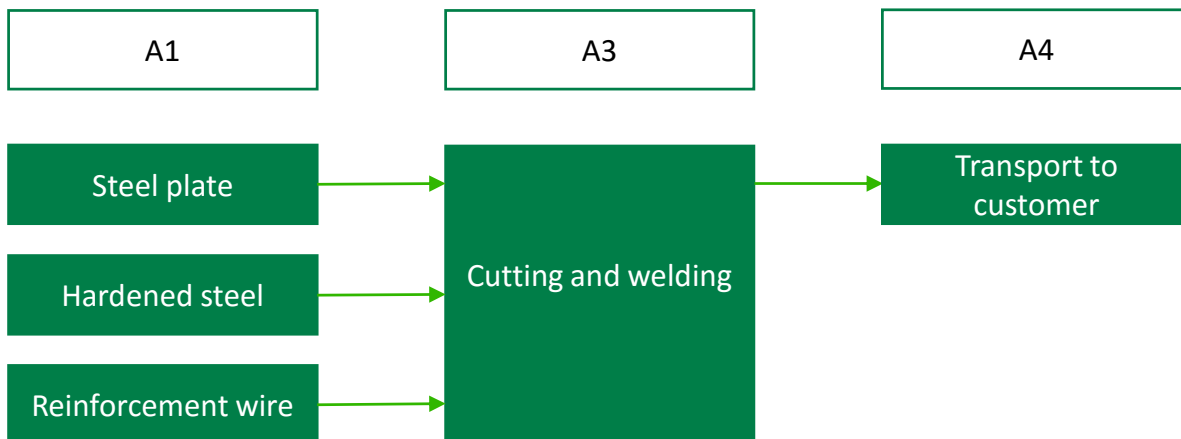 A1
A3
A4
Steel plate
Hardened steel
Reinforcement wire
Cutting and welding
Transport to
customer